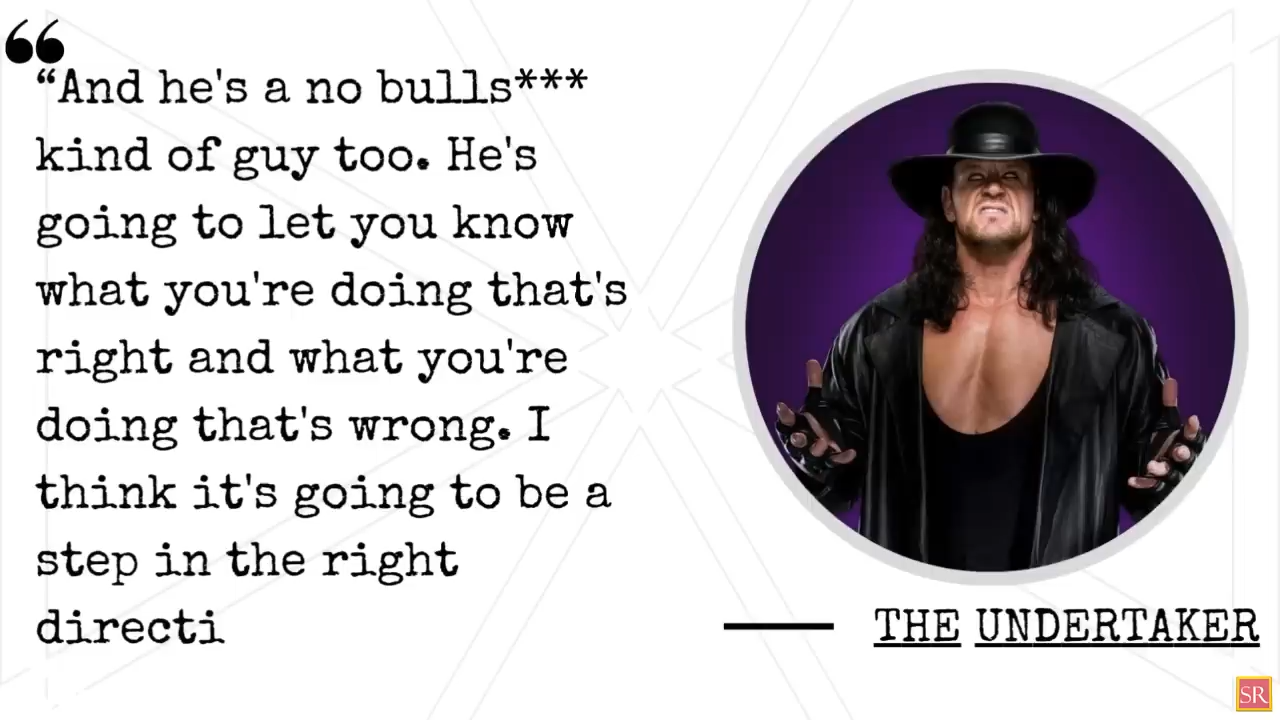 “And he's a no bulls***
kind of guy too. He's
going to let you know
what you're doing that's
right and what you're
doing that's wrong. I
think it's going to be a
step in the right
directi
THE UNDERTAKER
SR